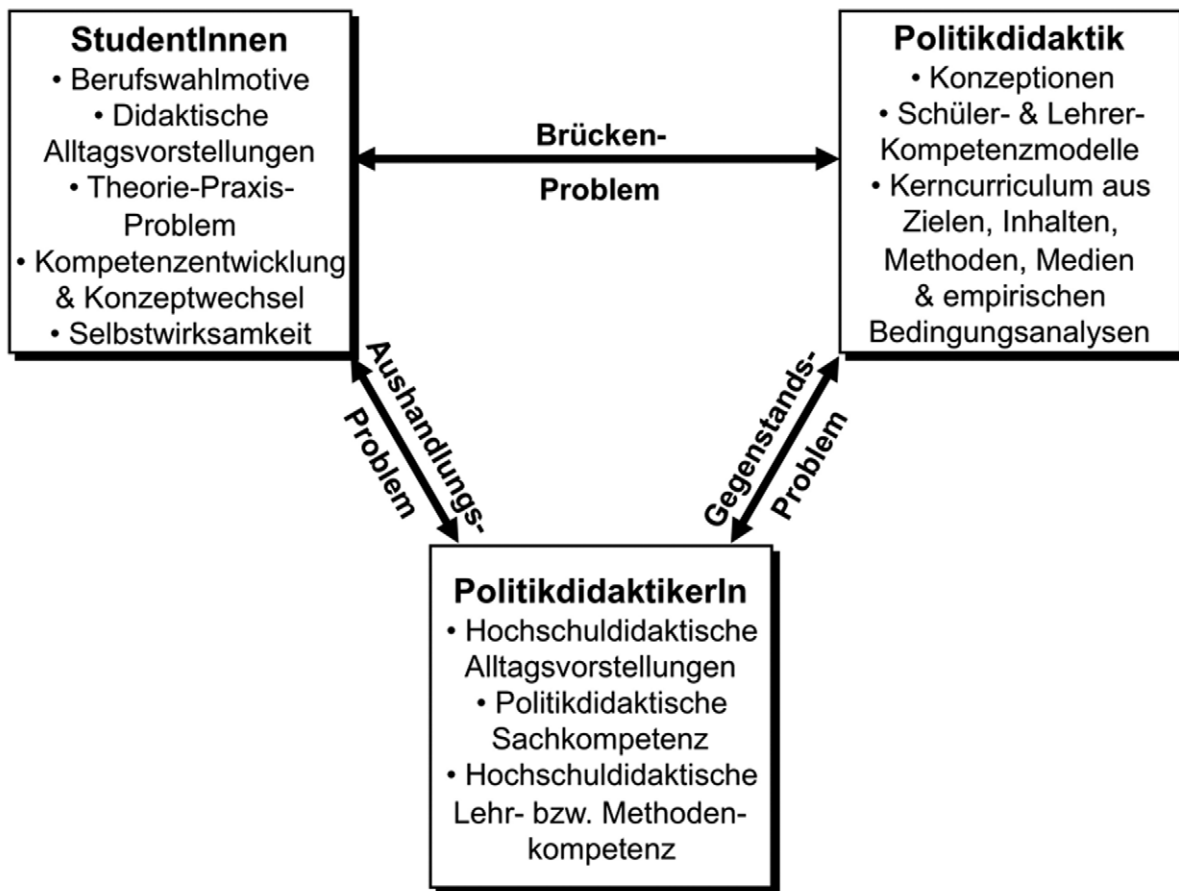 StudentInnen
• Berufswahlmotive
• Didaktische
Alltagsvorstellungen
• Theorie-Praxis-
Problem
• Kompetenzentwicklung
& Konzeptwechsel
• Selbstwirksamkeit
Brücken-
Problem
Politikdidaktik
• Konzeptionen
• Schüler- & Lehrer-
Kompetenzmodelle
• Kerncurriculum aus
Zielen, Inhalten,
Methoden, Medien
& empirischen
Bedingungsanalysen
Aushandlungs-
Problem
Gegenstands-
Problem
PolitikdidaktikerIn
• Hochschuldidaktische
Alltagsvorstellungen
• Politikdidaktische
Sachkompetenz
• Hochschuldidaktische
Lehr- bzw. Methoden-
kompetenz